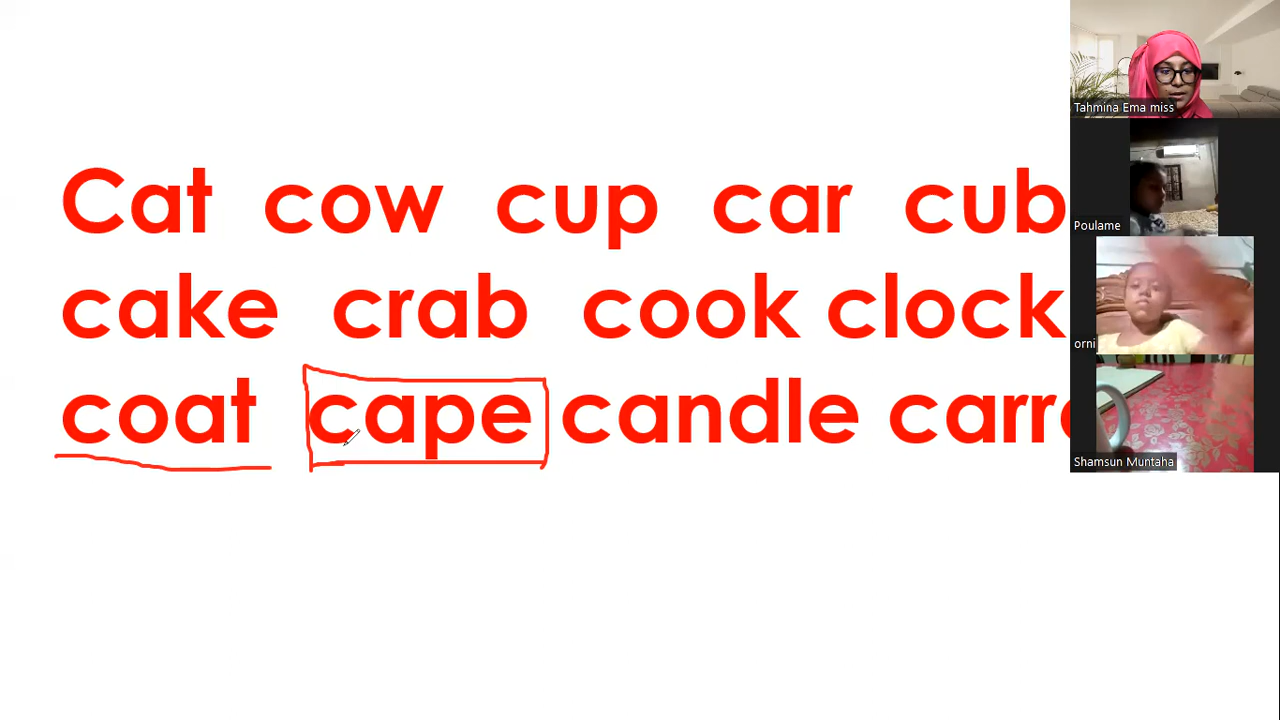 Cat cow cup car cub
cake crab cook clock
coat cape candle
Tahmina Ema miss
Poulame
orni
Shamsun Muntaha